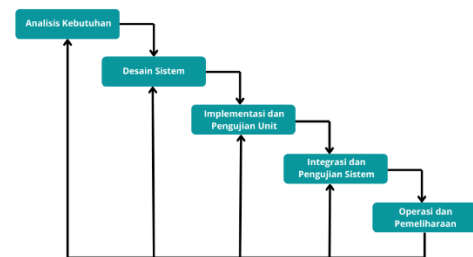 Analisis Kebutuhan
Desain Sistem
Implementasi dan
Pengujian Unit
Integrasi dan
Pengujian Sistem
Operasi dan
Pemeliharaan